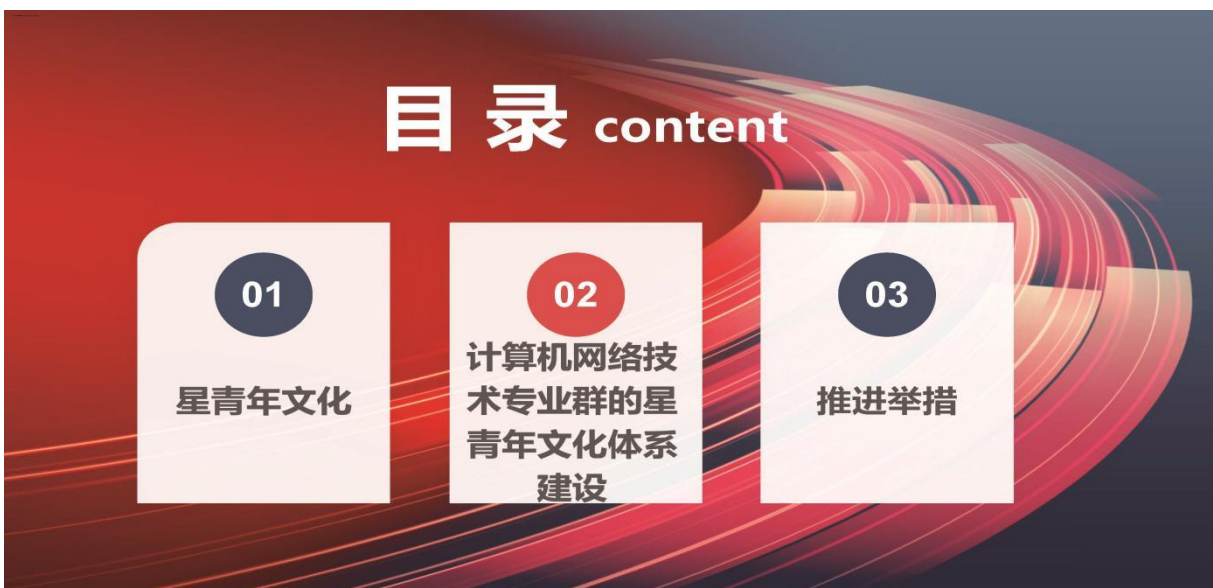 目 录 content
01
星青年文化
02
计算机网络技
术专业群的星
青年文化体系
建设
03
推进举措